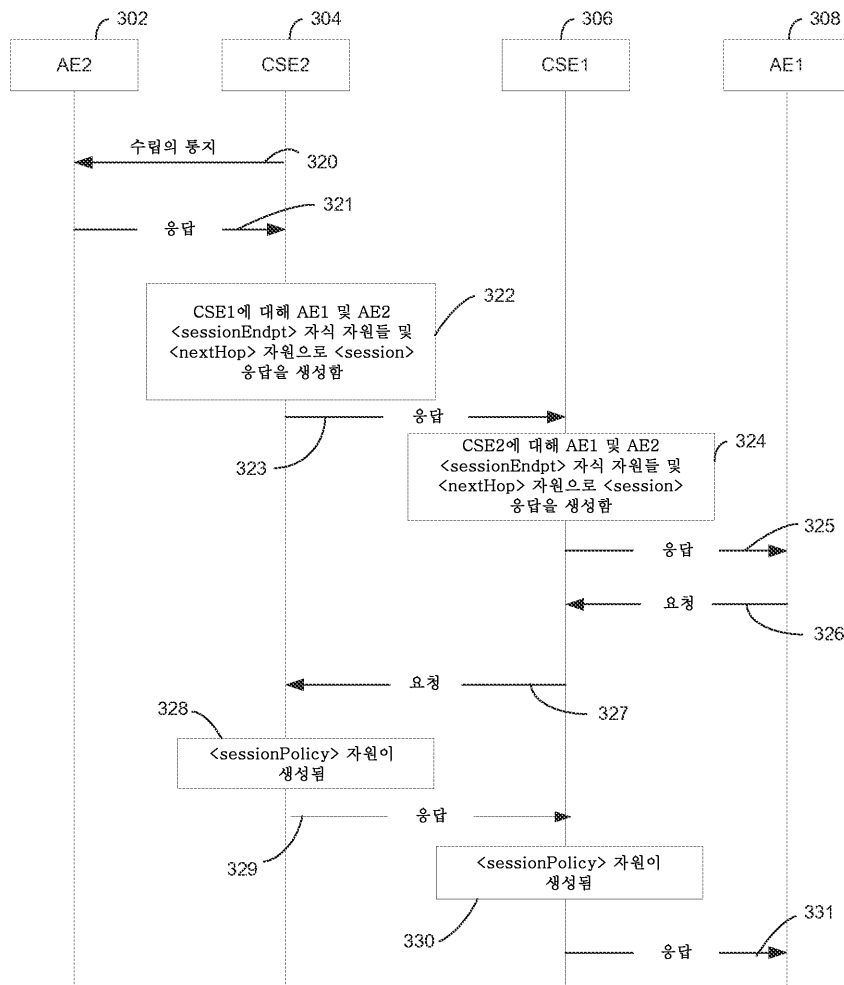 302
304
306
308
AE2
CSE2
CSE1
AE1
수립의 통지
320
응답
321
CSE1에 대해 AE1 및 AE2
<sessionEndpt> 자식 자원들 및
<nextHop> 자원으로 <session>
응답을 생성함
322
응답
323
CSE2에 대해 AE1 및 AE2
<sessionEndpt> 자식 자원들 및
<nextHop> 자원으로 <session>
응답을 생성함
324
응답
325
요청
326
요청
327
328
<sessionPolicy> 자원이
생성됨
응답
329
<sessionPolicy> 자원이
생성됨
330
응답
331